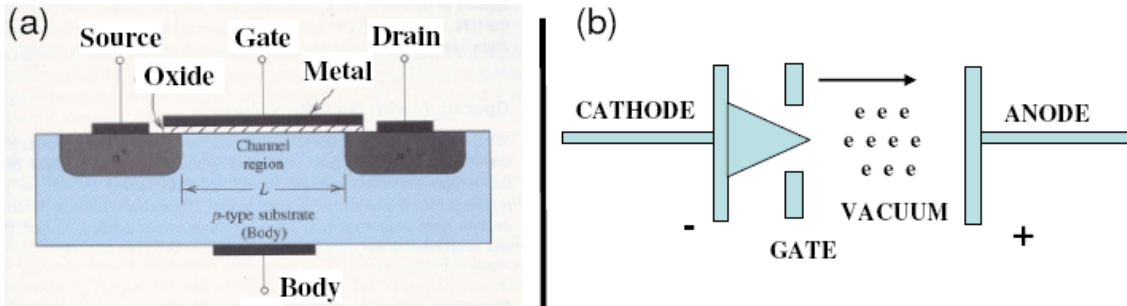 (a)
Source Gate Drain
Oxide Metal
n⁺
Channel
region
L
p-type substrate
(Body)
Body
(b)
CATHODE
e e e
e e e e
e e e
ANODE
VACUUM
- +
GATE